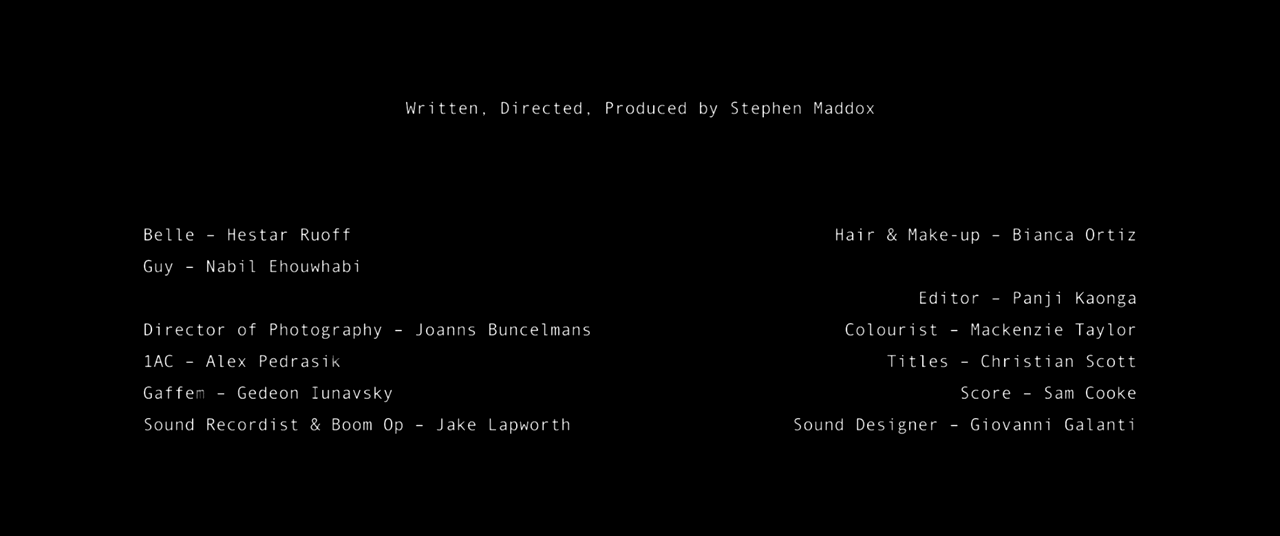 Written, Directed, Produced by Stephen Maddox
Belle – Hestar Ruoff
Guy – Nabil Ehouwhabi
Director of Photography – Joanns Buncelmans
1AC – Alex Pedrasik
Gaffem – Gedeon Iunavsky
Sound Recordist & Boom Op – Jake Lapworth
Hair & Make-up – Bianca Ortiz
Editor – Panji Kaonga
Colourist – Mackenzie Taylor
Titles – Christian Scott
Score – Sam Cooke
Sound Designer – Giovanni Galanti